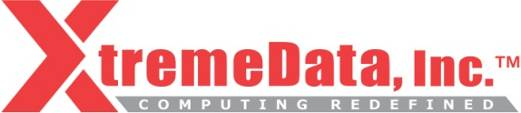 XtremeData, Inc.™
COMPUTING REDEFINED